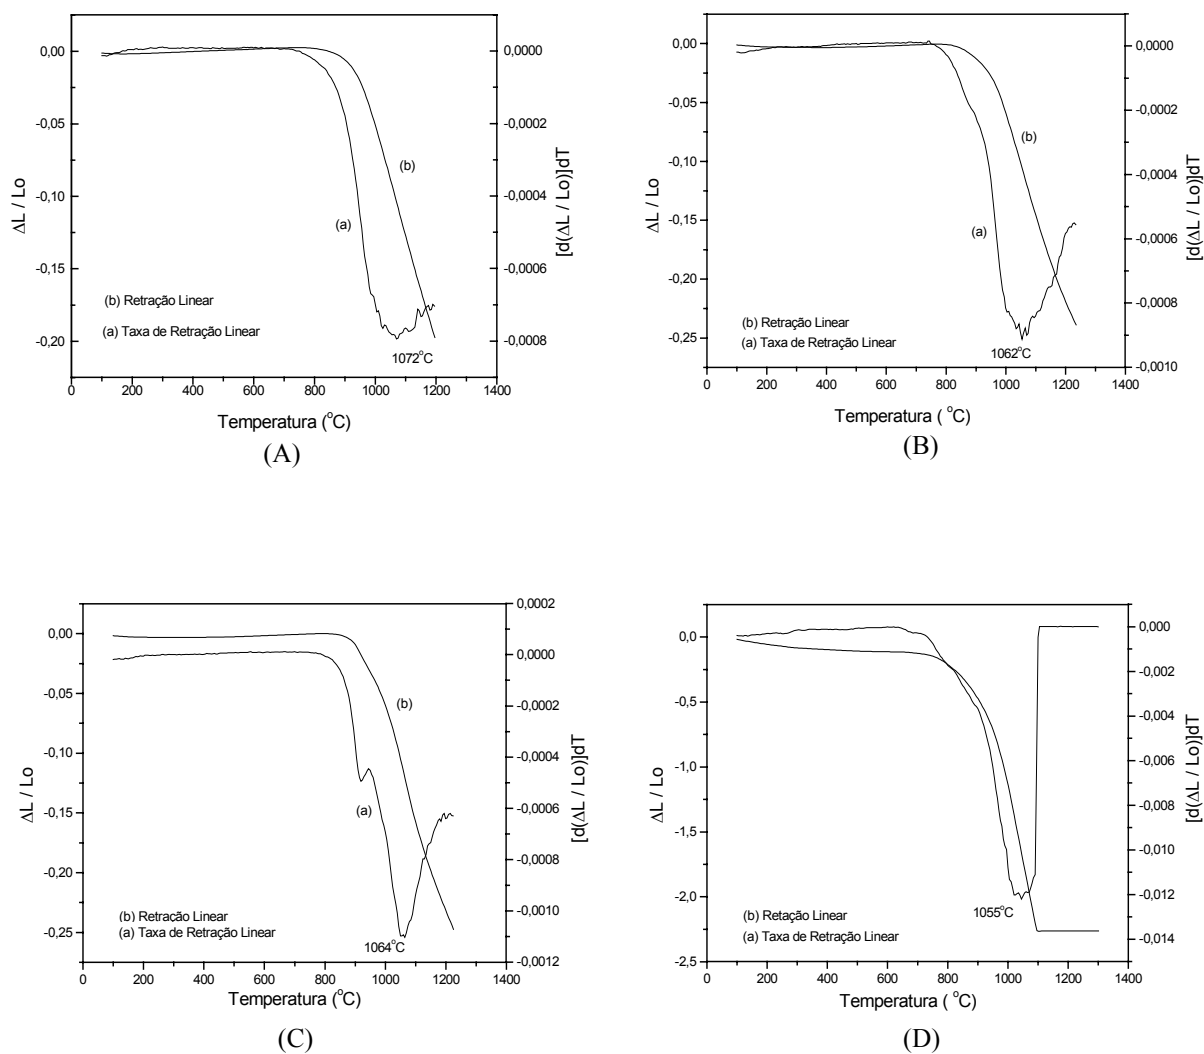 0,00
-0,05
-0,10
-0,15
-0,20
ΔL / Lo
0 200 400 600 800 1000 1200 1400
Temperatura (°C)
0,0000
-0,0002
-0,0004
-0,0006
-0,0008
[d(ΔL / Lo)]dT
(b)
(a)
(b) Retração Linear
(a) Taxa de Retração Linear
1072°C
(A)
0,00
-0,05
-0,10
-0,15
-0,20
-0,25
ΔL / Lo
0 200 400 600 800 1000 1200 1400
Temperatura ( °C)
0,0000
-0,0002
-0,0004
-0,0006
-0,0008
-0,0010
[d(ΔL / Lo)]dT
(b)
(a)
(b) Retração Linear
(a) Taxa de Retração Linear
1062°C
(B)
0,00
-0,05
-0,10
-0,15
-0,20
-0,25
ΔL / Lo
0 200 400 600 800 1000 1200 1400
Temperatura (°C)
0,0002
0,0000
-0,0002
-0,0004
-0,0006
-0,0008
-0,0010
-0,0012
[d(ΔL / Lo)]dT
(b)
(a)
(b) Retração Linear
(a) Taxa de Retração Linear
1064°C
(C)
0,0
-0,5
-1,0
-1,5
-2,0
-2,5
ΔL / Lo
0 200 400 600 800 1000 1200 1400
Temperatura ( °C)
0,000
-0,002
-0,004
-0,006
-0,008
-0,010
-0,012
-0,014
[d(ΔL / Lo)]dT
(b) Retação Linear
(a) Taxa de Retração Linear
1055°C
(D)